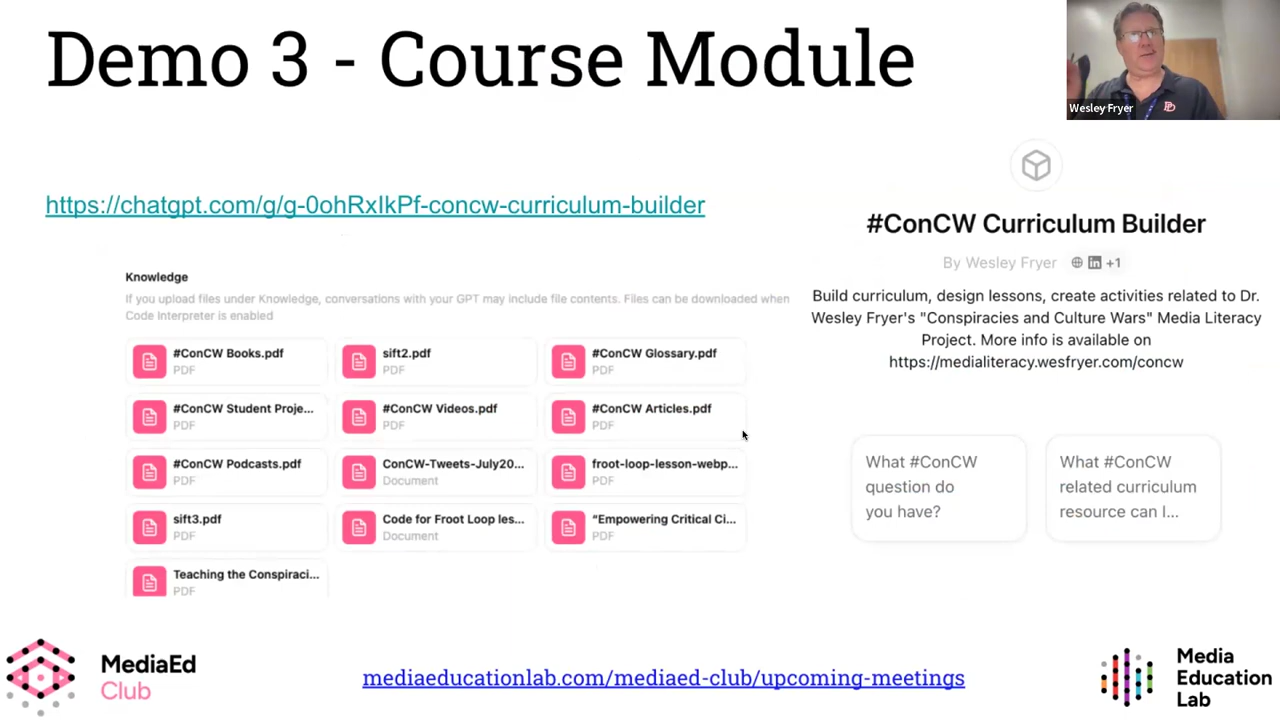 Demo 3 - Course Module
Wesley Fryer
https://chatgpt.com/g/g-0ohRxIkPf-concw-curriculum-builder
Knowledge
If you upload files under Knowledge, conversations with your GPT may include file contents. Files can be downloaded when
Code Interpreter is enabled
#ConCW Books.pdf
PDF
sift2.pdf
PDF
#ConCW Glossary.pdf
PDF
#ConCW Student Proje...
PDF
#ConCW Videos.pdf
PDF
#ConCW Articles.pdf
PDF
#ConCW Podcasts.pdf
PDF
ConCW-Tweets-July20...
Document
froot-loop-lesson-webp...
PDF
sift3.pdf
PDF
Code for Froot Loop les...
Document
“Empowering Critical Ci...
PDF
Teaching the Conspiraci...
PDF
#ConCW Curriculum Builder
By Wesley Fryer
in +1
Build curriculum, design lessons, create activities related to Dr.
Wesley Fryer's "Conspiracies and Culture Wars" Media Literacy
Project. More info is available on
https://medialiteracy.wesfryer.com/concw
What #ConCW
question do
you have?
What #ConCW
related curriculum
resource can I...
MediaEd
Club
mediaeducationlab.com/mediaed-club/upcoming-meetings
Media
Education
Lab